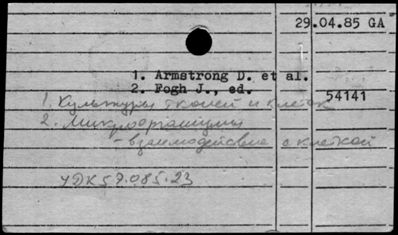 29.04.85 GA
1. Armstrong D. et al.
2. Fogh J., ed.
54141
1. Культуры тканей и клеток
2. Микроорганизмы
- взаимодействие с клеткой
УДК 57.085.23